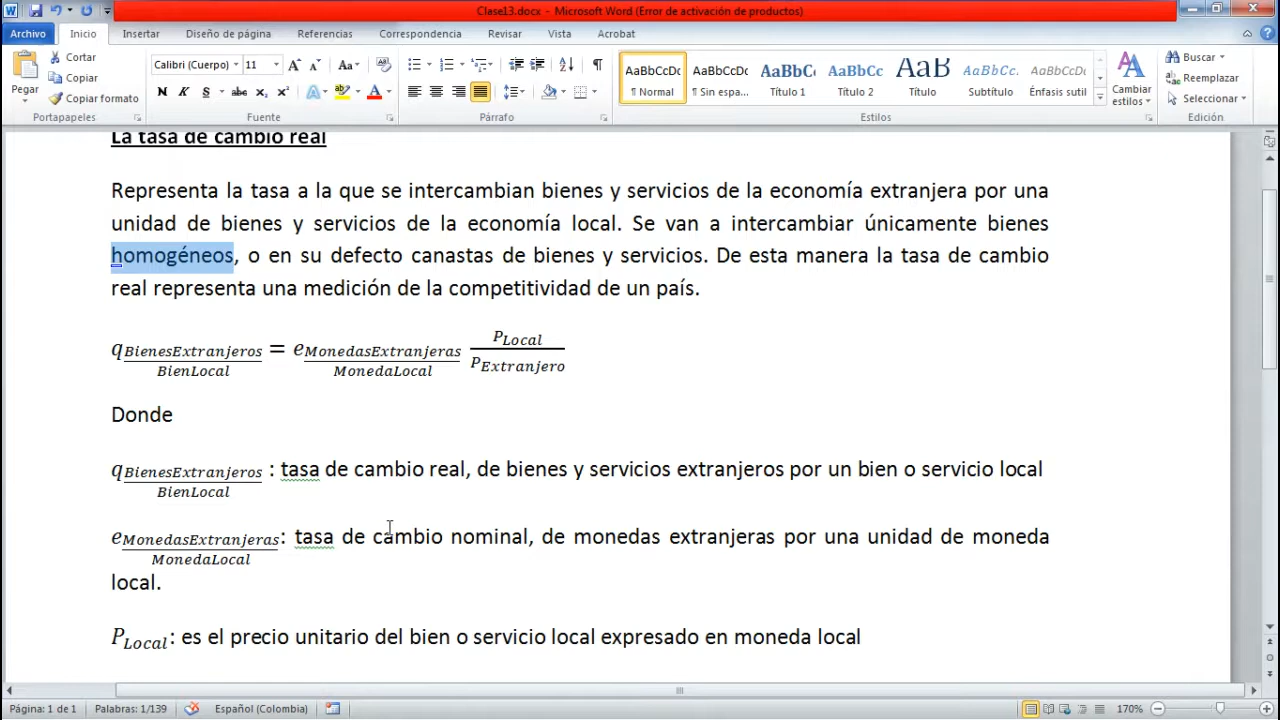 Clase13.docx - Microsoft Word (Error de activación de productos)
Archivo Inicio Insertar Diseño de página Referencias Correspondencia Revisar Vista Acrobat
Pegar
Cortar
Copiar
Copiar formato
Portapapeles
Calibri (Cuerpo) 11
N K S abc x₂ x²
Fuente
Párrafo
AaBbCcDc AaBbCcDc AaBbCc AaBbCc AaB AaBbCc. AaBbCcDc
¶ Normal ¶ Sin espa... Título 1 Título 2 Título Subtítulo Énfasis sutil
Estilos
Cambiar
estilos
Buscar
Reemplazar
Seleccionar
Edición
La tasa de cambio real
Representa la tasa a la que se intercambian bienes y servicios de la economía extranjera por una
unidad de bienes y servicios de la economía local. Se van a intercambiar únicamente bienes
homogéneos, o en su defecto canastas de bienes y servicios. De esta manera la tasa de cambio
real representa una medición de la competitividad de un país.
q BienesExtranjeros/BienLocal = e MonedasExtranjeras/MonedaLocal P Local/P Extranjero
Donde
q BienesExtranjeros/BienLocal : tasa de cambio real, de bienes y servicios extranjeros por un bien o servicio local
e MonedasExtranjeras/MonedaLocal: tasa de cambio nominal, de monedas extranjeras por una unidad de moneda
local.
P Local: es el precio unitario del bien o servicio local expresado en moneda local
Página: 1 de 1 Palabras: 1/139 Español (Colombia) 170%